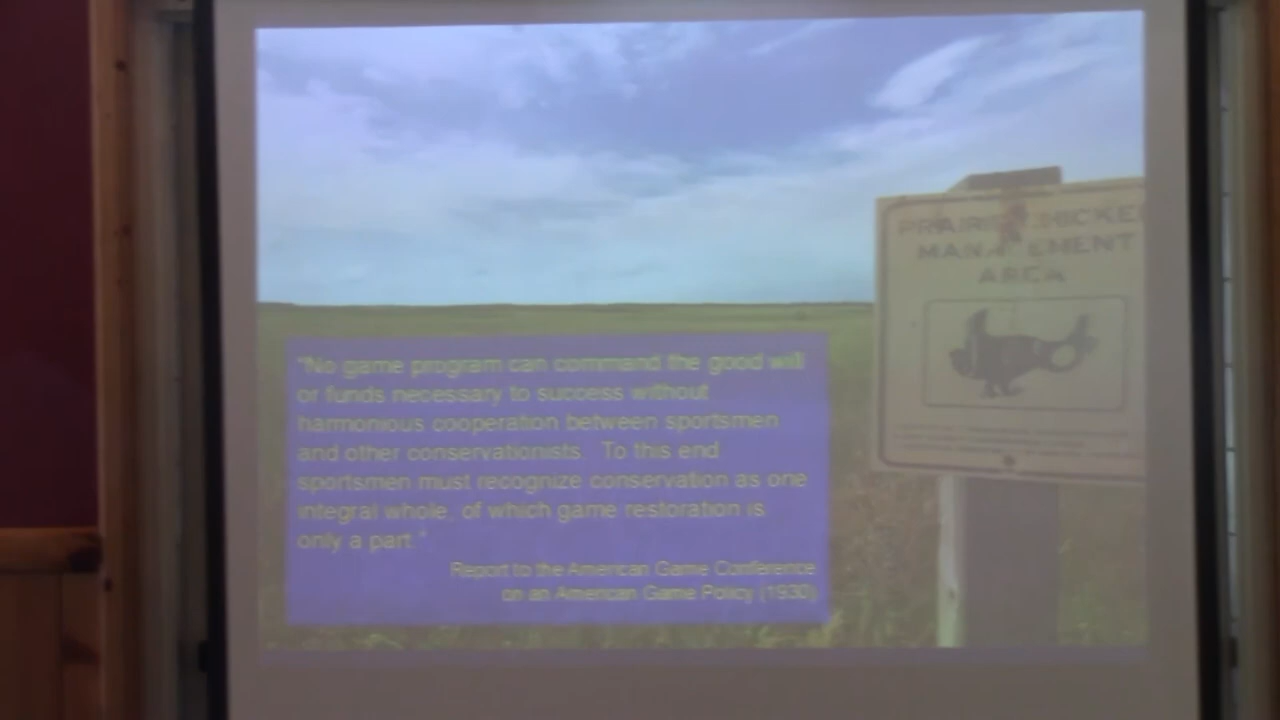 PRAIRIE CHICKE
MANAGEMENT
AREA
"No game program can command the good will
or funds necessary to success without
harmonious cooperation between sportsmen
and other conservationists. To this end
sportsmen must recognize conservation as one
integral whole, of which game restoration is
only a part."
Report to the American Game Conference
on an American Game Policy (1930)